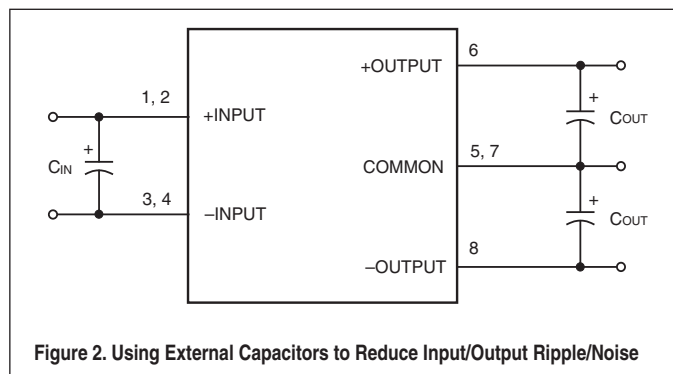 6
+OUTPUT
1, 2
+INPUT
+
COUT
+
CIN
5, 7
COMMON
3, 4
–INPUT
+
COUT
8
–OUTPUT
Figure 2. Using External Capacitors to Reduce Input/Output Ripple/Noise